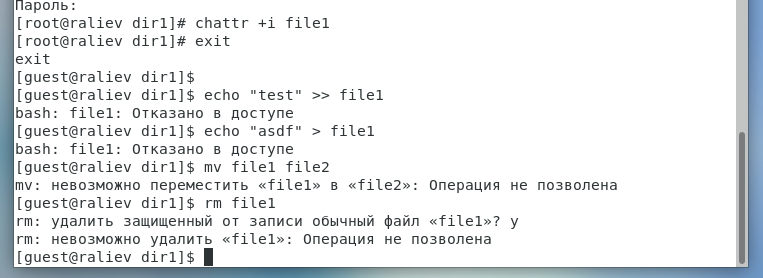 Пароль:
[root@raliev dir1]# chattr +i file1
[root@raliev dir1]# exit
exit
[guest@raliev dir1]$
[guest@raliev dir1]$ echo "test" >> file1
bash: file1: Отказано в доступе
[guest@raliev dir1]$ echo "asdf" > file1
bash: file1: Отказано в доступе
[guest@raliev dir1]$ mv file1 file2
mv: невозможно переместить «file1» в «file2»: Операция не позволена
[guest@raliev dir1]$ rm file1
rm: удалить защищенный от записи обычный файл «file1»? y
rm: невозможно удалить «file1»: Операция не позволена
[guest@raliev dir1]$